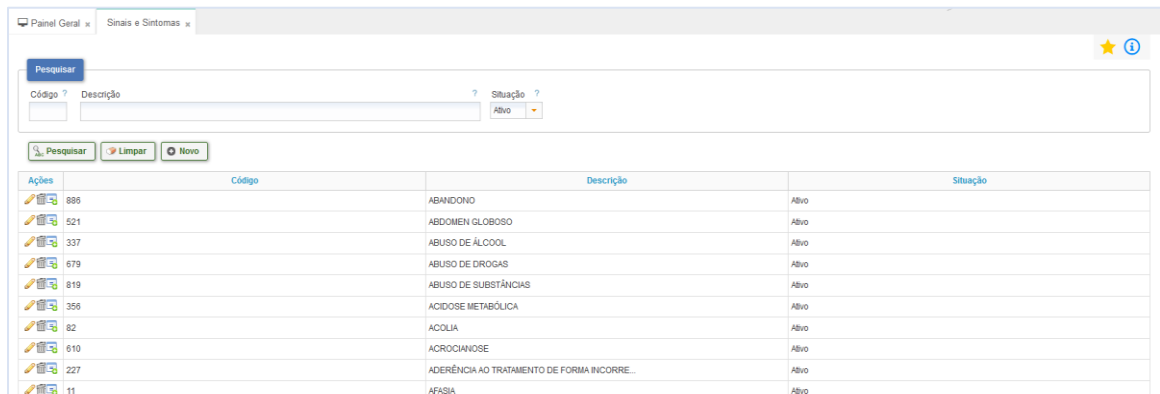 Painel Geral x Sinais e Sintomas x
Pesquisar
Código ? Descrição ? Situação ?
Ativo
Pesquisar Limpar Novo
Ações Código Descrição Situação
886 ABANDONO Ativo
521 ABDOMEN GLOBOSO Ativo
337 ABUSO DE ÁLCOOL Ativo
679 ABUSO DE DROGAS Ativo
819 ABUSO DE SUBSTÂNCIAS Ativo
356 ACIDOSE METABÓLICA Ativo
82 ACOLIA Ativo
610 ACROCIANOSE Ativo
227 ADERÊNCIA AO TRATAMENTO DE FORMA INCORRE... Ativo
11 AFASIA Ativo